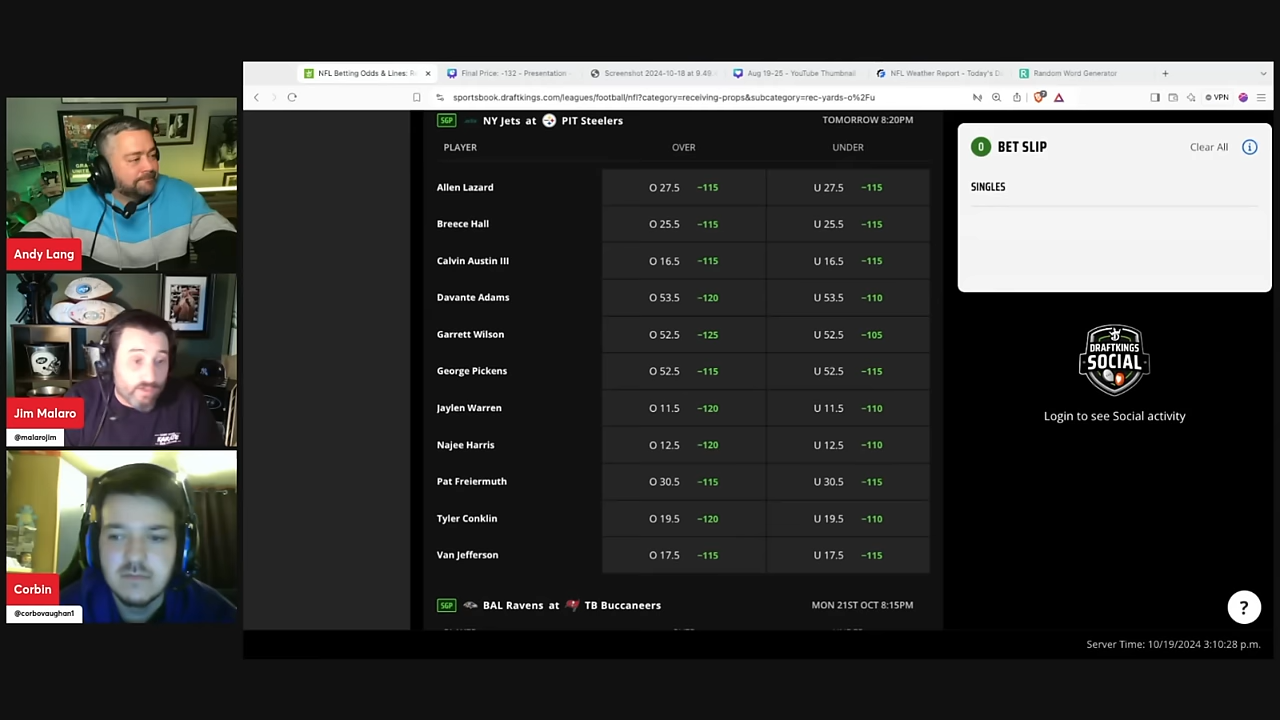 NFL Betting Odds & Lines: R
Final Price: -132 - Presentation -
Screenshot 2024-10-18 at 9.49.
Aug 19-25 - YouTube Thumbnail
NFL Weather Report - Today's D
Random Word Generator
sportsbook.draftkings.com/leagues/football/nfl?category=receiving-props&subcategory=rec-yards-o%2Fu
VPN
SGP NY Jets at PIT Steelers TOMORROW 8:20PM
PLAYER OVER UNDER
Allen Lazard O 27.5 −115 U 27.5 −115
Breece Hall O 25.5 −115 U 25.5 −115
Calvin Austin III O 16.5 −115 U 16.5 −115
Davante Adams O 53.5 −120 U 53.5 −110
Garrett Wilson O 52.5 −125 U 52.5 −105
George Pickens O 52.5 −115 U 52.5 −115
Jaylen Warren O 11.5 −120 U 11.5 −110
Najee Harris O 12.5 −120 U 12.5 −110
Pat Freiermuth O 30.5 −115 U 30.5 −115
Tyler Conklin O 19.5 −120 U 19.5 −110
Van Jefferson O 17.5 −115 U 17.5 −115
SGP BAL Ravens at TB Buccaneers MON 21ST OCT 8:15PM
0 BET SLIP Clear All
SINGLES
DRAFTKINGS
SOCIAL
Login to see Social activity
?
Server Time: 10/19/2024 3:10:28 p.m.
Andy Lang
Jim Malaro
@malarojim
Corbin
@corbovaughan1